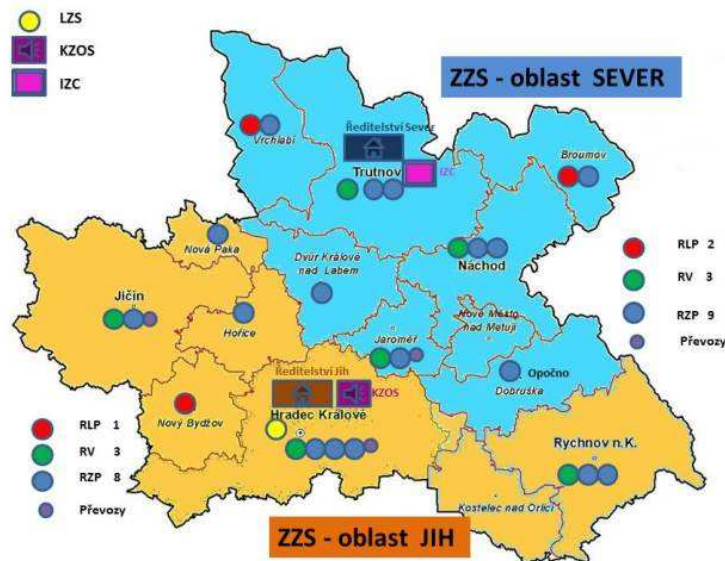 LZS
KZOS
IZC
ZZS - oblast SEVER
Ředitelství Sever
Vrchlabí
Trutnov
IZC
Broumov
Nová Paka
Dvůr Králové
nad Labem
Náchod
RLP 2
RV 3
RZP 9
Převozy
Jičín
Hořice
Nové Město
nad Metují
Jaroměř
Opočno
Dobruška
Ředitelství Jih
KZOS
Hradec Králové
Nový Bydžov
RLP 1
RV 3
RZP 8
Převozy
Rychnov n.K.
Kostelec nad Orlicí
ZZS - oblast JIH